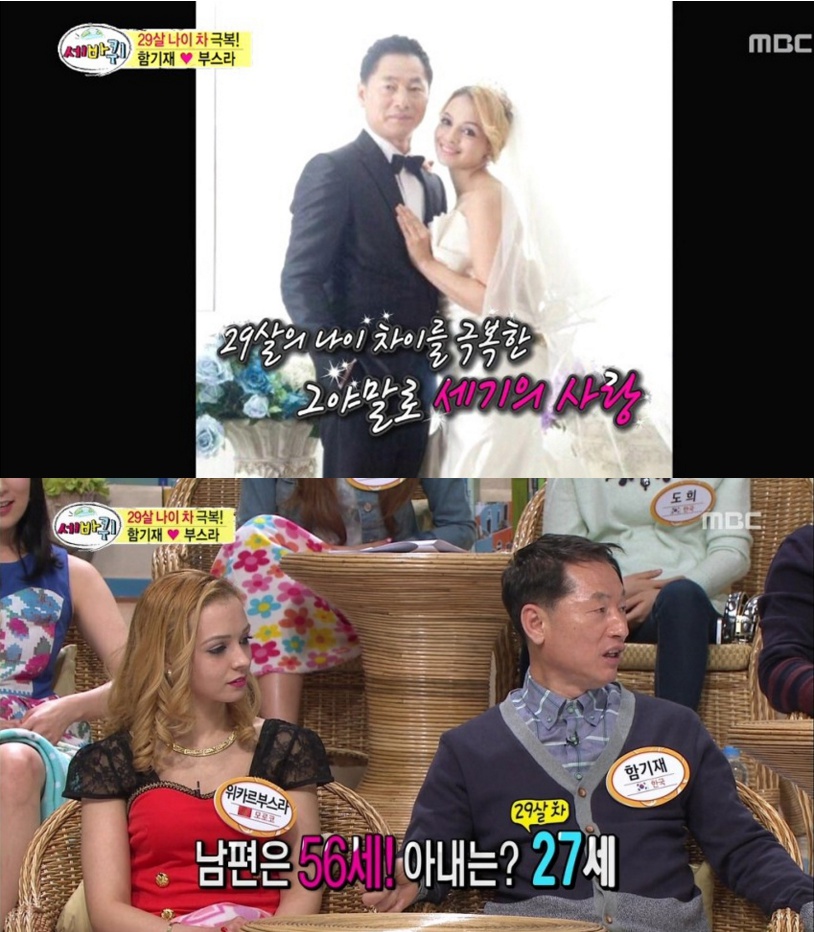 세바퀴
29살 나이 차 극복!
함기재 ♥ 부스라
MBC
29살의 나이 차이를 극복한
그야말로 세기의 사랑
세바퀴
29살 나이 차 극복!
함기재 ♥ 부스라
도희
한국
MBC
위카르부스라
모로코
함기재
한국
29살 차
남편은 56세! 아내는? 27세